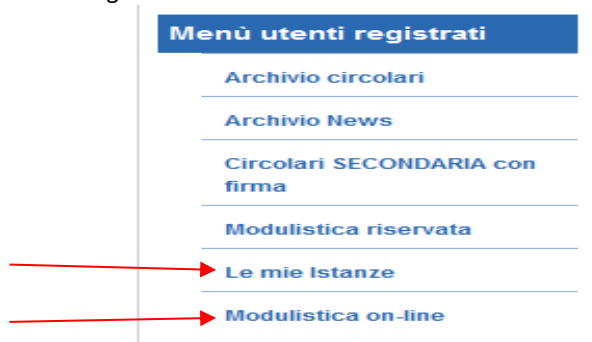 Menù utenti registrati
Archivio circolari
Archivio News
Circolari SECONDARIA con
firma
Modulistica riservata
Le mie Istanze
Modulistica on-line